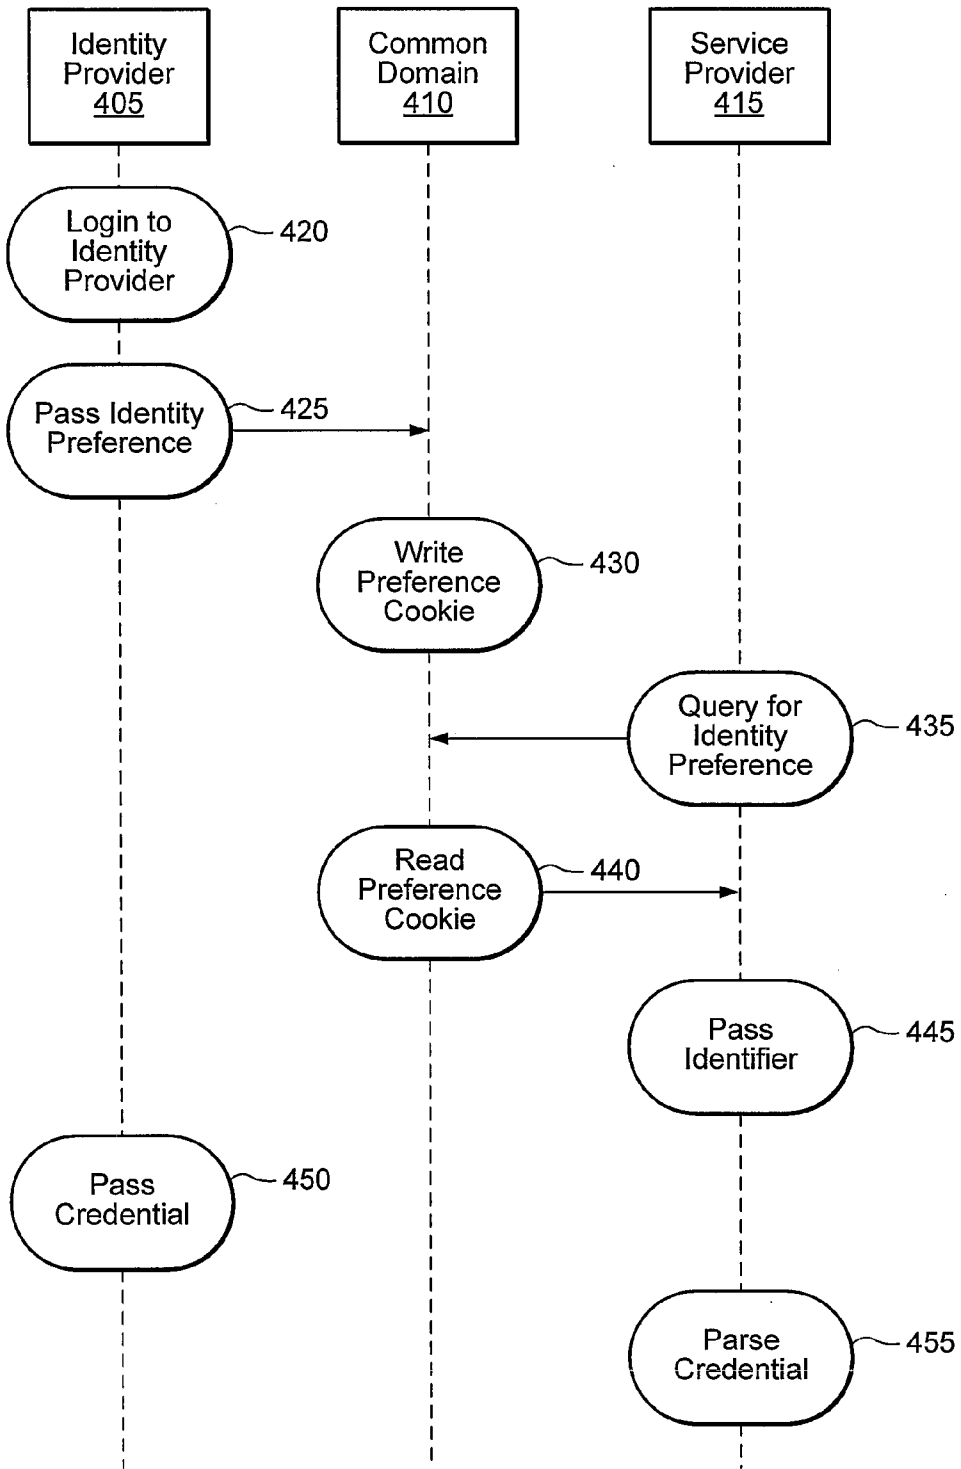 Identity
Provider
405
Common
Domain
410
Service
Provider
415
Login to
Identity
Provider
420
Pass Identity
Preference
425
Write
Preference
Cookie
430
Query for
Identity
Preference
435
Read
Preference
Cookie
440
Pass
Identifier
445
Pass
Credential
450
Parse
Credential
455